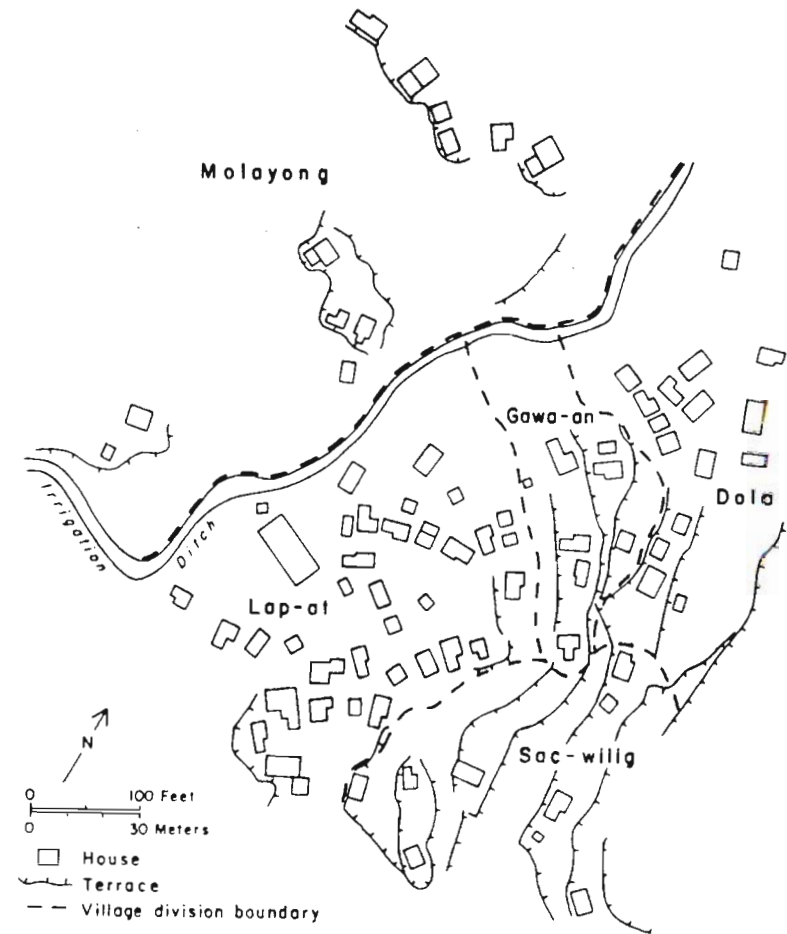 Molayong
Gawa-an
Dola
Irrigation
Ditch
Lap-at
Sac-wilig
N
0 100 Feet
0 30 Meters
House
Terrace
Village division boundary